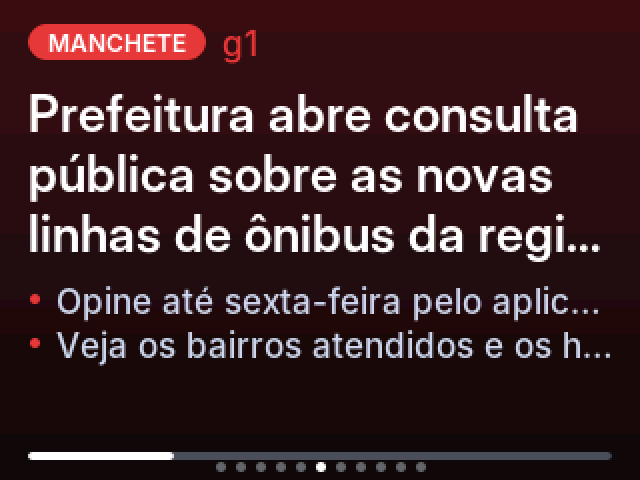 MANCHETE g1
Prefeitura abre consulta
pública sobre as novas
linhas de ônibus da regi...
• Opine até sexta-feira pelo aplic...
• Veja os bairros atendidos e os h...